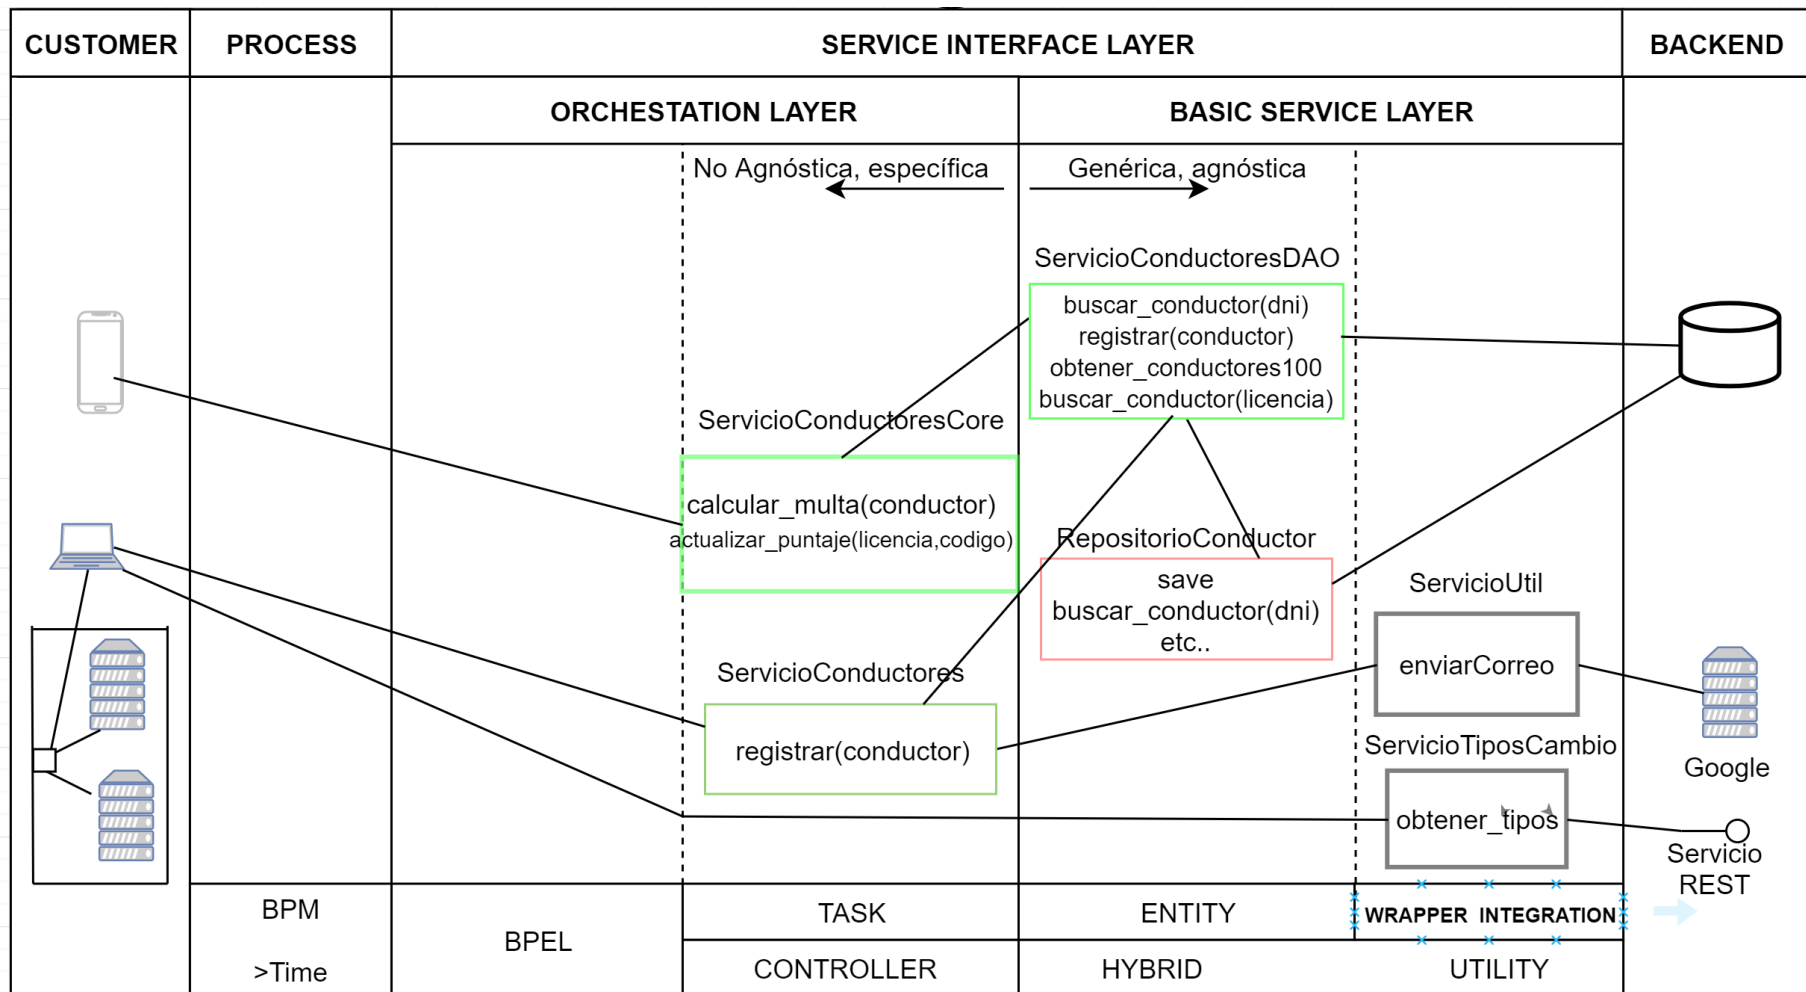 CUSTOMER
PROCESS
SERVICE INTERFACE LAYER
BACKEND
ORCHESTATION LAYER
BASIC SERVICE LAYER
No Agnóstica, específica
Genérica, agnóstica
ServicioConductoresDAO
buscar_conductor(dni)
registrar(conductor)
obtener_conductores100
buscar_conductor(licencia)
ServicioConductoresCore
calcular_multa(conductor)
actualizar_puntaje(licencia,codigo)
RepositorioConductor
save
buscar_conductor(dni)
etc..
ServicioUtil
enviarCorreo
ServicioConductores
registrar(conductor)
ServicioTiposCambio
obtener_tipos
Google
Servicio
REST
BPM
>Time
BPEL
TASK
ENTITY
WRAPPER INTEGRATION
CONTROLLER
HYBRID
UTILITY